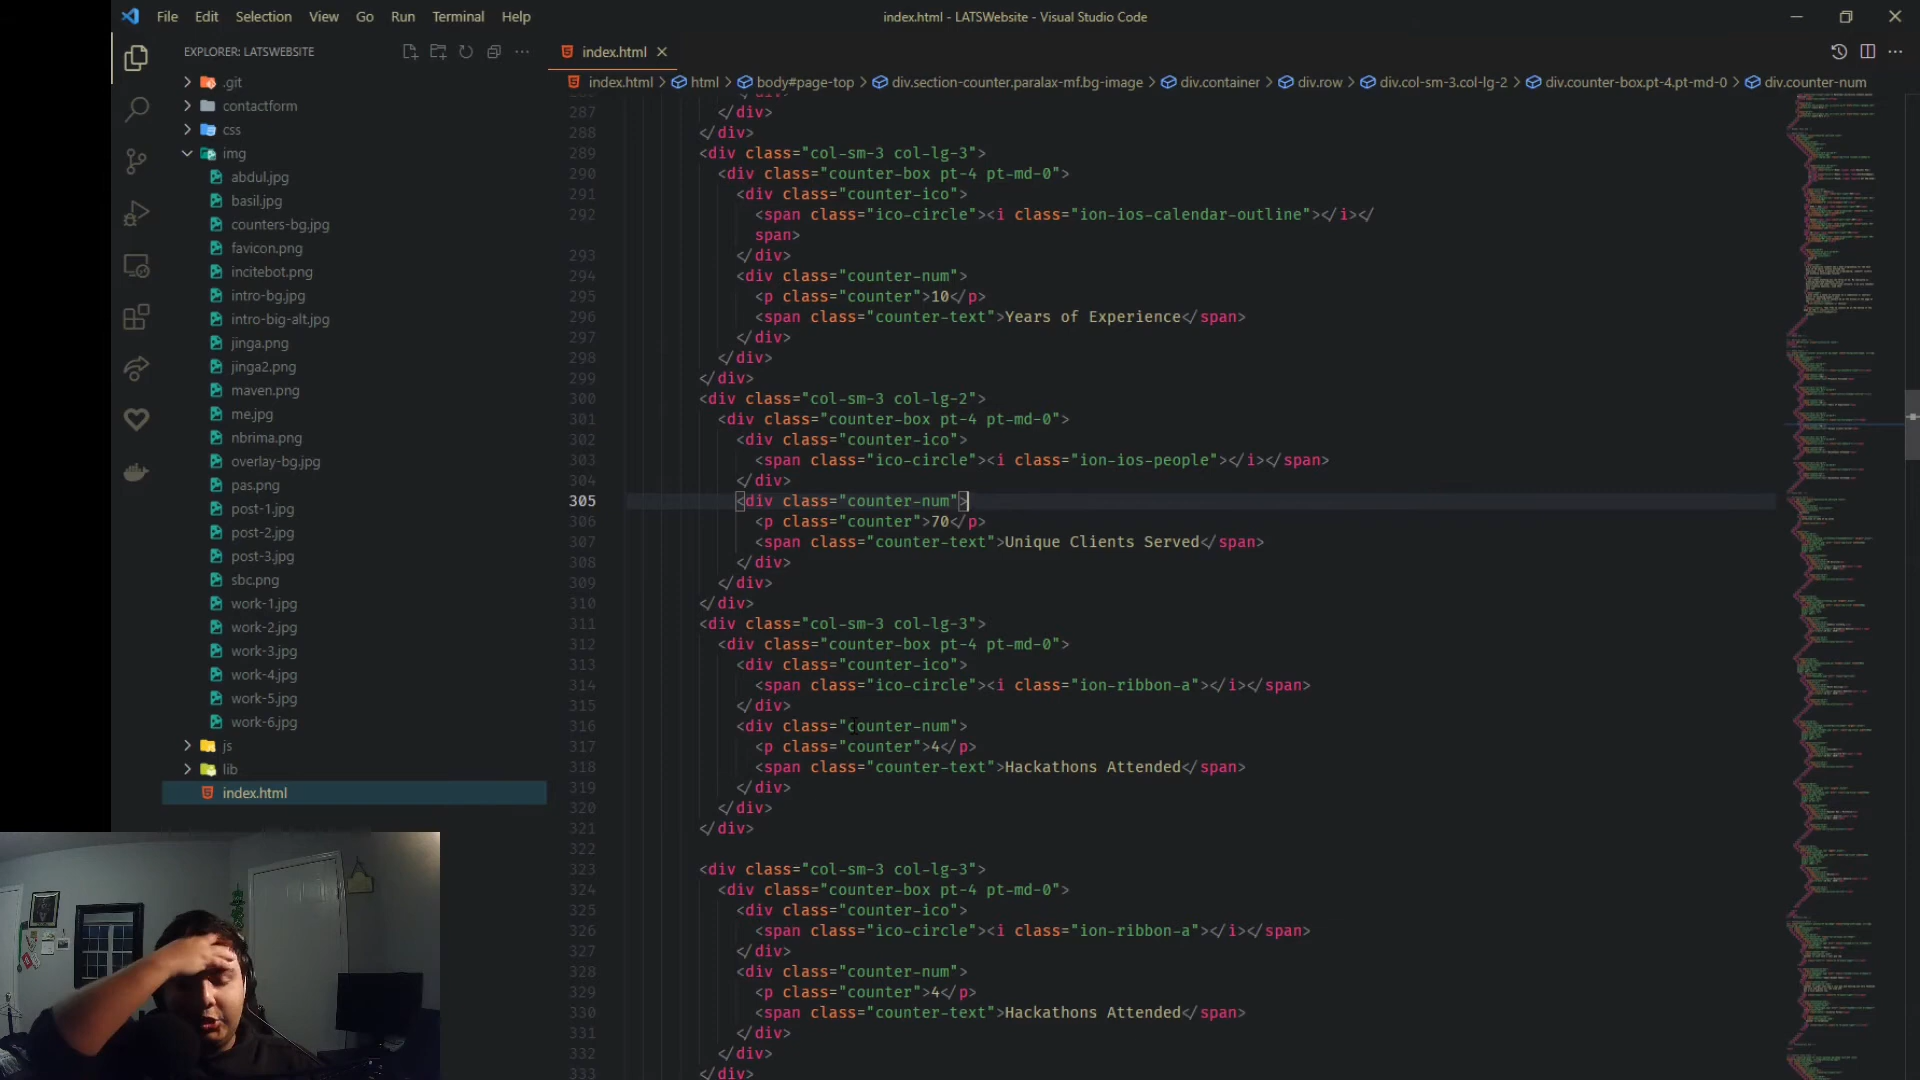 File Edit Selection View Go Run Terminal Help
index.html - LATSWebsite - Visual Studio Code
EXPLORER: LATSWEBSITE
.git
contactform
css
img
abdul.jpg
basil.jpg
counters-bg.jpg
favicon.png
incitebot.png
intro-bg.jpg
intro-big-alt.jpg
jinga.png
jinga2.png
maven.png
me.jpg
nbrima.png
overlay-bg.jpg
pas.png
post-1.jpg
post-2.jpg
post-3.jpg
sbc.png
work-1.jpg
work-2.jpg
work-3.jpg
work-4.jpg
work-5.jpg
work-6.jpg
js
lib
index.html
index.html
index.html > html > body#page-top > div.section-counter.paralax-mf.bg-image > div.container > div.row > div.col-sm-3.col-lg-2 > div.counter-box.pt-4.pt-md-0 > div.counter-num
287 </div>
288 </div>
289 <div class="col-sm-3 col-lg-3">
290 <div class="counter-box pt-4 pt-md-0">
291 <div class="counter-ico">
292 <span class="ico-circle"><i class="ion-ios-calendar-outline"></i></
span>
293 </div>
294 <div class="counter-num">
295 <p class="counter">10</p>
296 <span class="counter-text">Years of Experience</span>
297 </div>
298 </div>
299 </div>
300 <div class="col-sm-3 col-lg-2">
301 <div class="counter-box pt-4 pt-md-0">
302 <div class="counter-ico">
303 <span class="ico-circle"><i class="ion-ios-people"></i></span>
304 </div>
305 <div class="counter-num">
306 <p class="counter">70</p>
307 <span class="counter-text">Unique Clients Served</span>
308 </div>
309 </div>
310 </div>
311 <div class="col-sm-3 col-lg-3">
312 <div class="counter-box pt-4 pt-md-0">
313 <div class="counter-ico">
314 <span class="ico-circle"><i class="ion-ribbon-a"></i></span>
315 </div>
316 <div class="counter-num">
317 <p class="counter">4</p>
318 <span class="counter-text">Hackathons Attended</span>
319 </div>
320 </div>
321 </div>
322
323 <div class="col-sm-3 col-lg-3">
324 <div class="counter-box pt-4 pt-md-0">
325 <div class="counter-ico">
326 <span class="ico-circle"><i class="ion-ribbon-a"></i></span>
327 </div>
328 <div class="counter-num">
329 <p class="counter">4</p>
330 <span class="counter-text">Hackathons Attended</span>
331 </div>
332 </div>
333 </div>